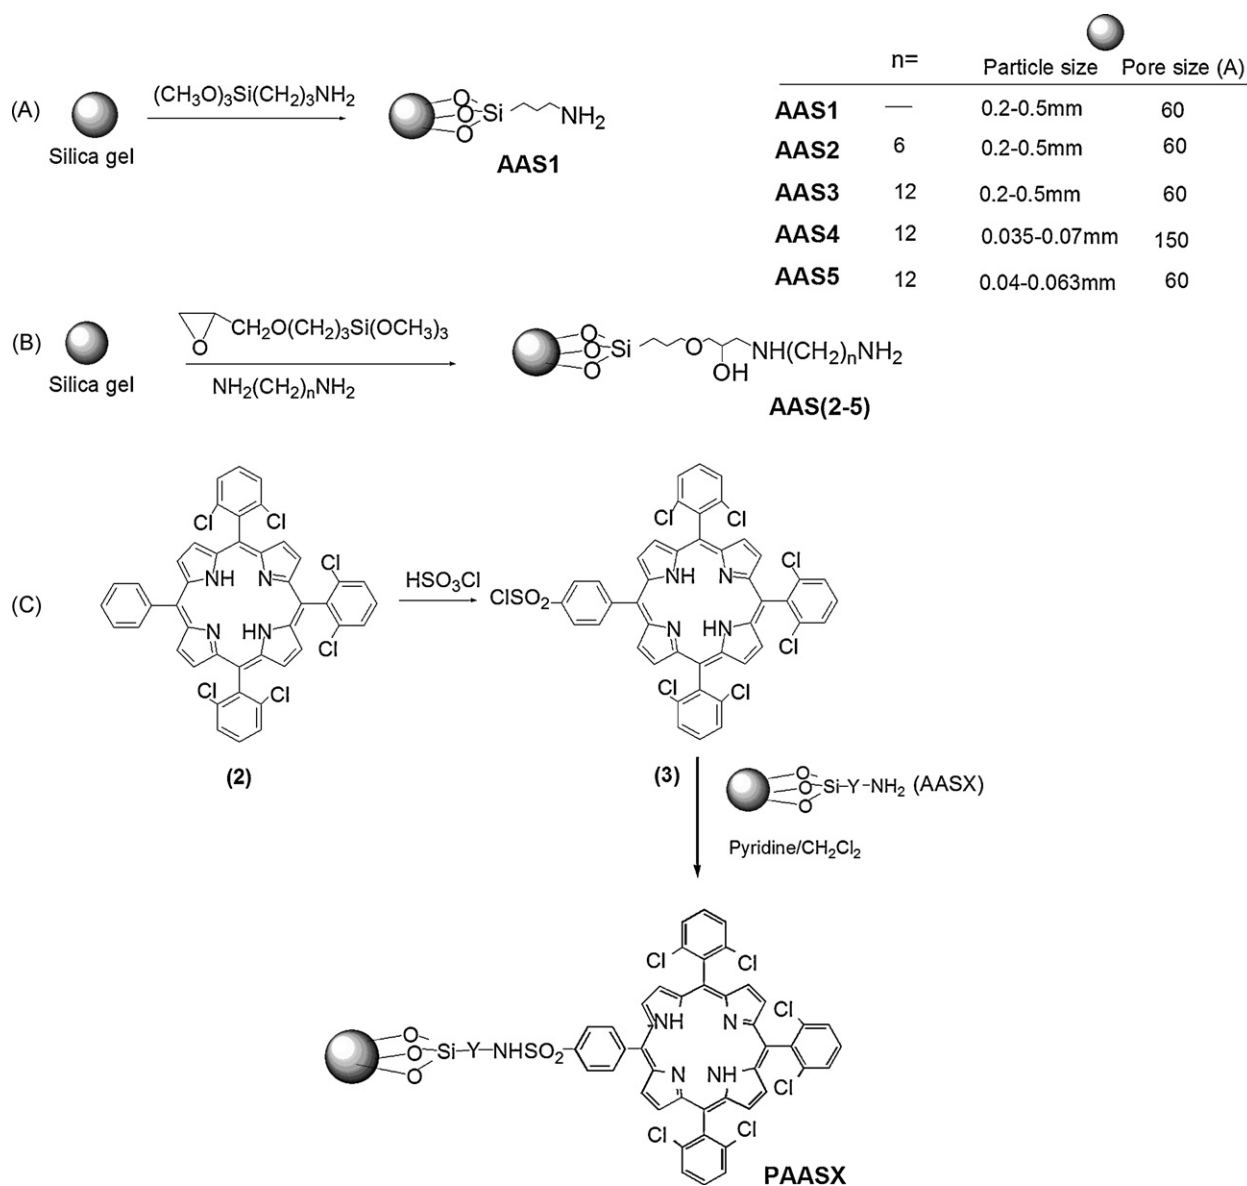 (A)
Silica gel
(CH₃O)₃Si(CH₂)₃NH₂
O
O
O
Si
NH₂
AAS1
n= Particle size Pore size (A)
AAS1 — 0.2-0.5mm 60
AAS2 6 0.2-0.5mm 60
AAS3 12 0.2-0.5mm 60
AAS4 12 0.035-0.07mm 150
AAS5 12 0.04-0.063mm 60
(B)
Silica gel
O
CH₂O(CH₂)₃Si(OCH₃)₃
NH₂(CH₂)ₙNH₂
O
O
O
Si
O
OH
NH(CH₂)ₙNH₂
AAS(2-5)
(C)
Cl Cl
NH N
Cl
N HN
Cl
Cl Cl
(2)
HSO₃Cl
Cl Cl
NH N
Cl
ClSO₂
N HN
Cl
Cl Cl
(3)
O
O
O
Si-Y-NH₂ (AASX)
Pyridine/CH₂Cl₂
Cl Cl
NH N
Cl
O
O
O
Si-Y-NHSO₂
N NH
Cl
Cl Cl
PAASX